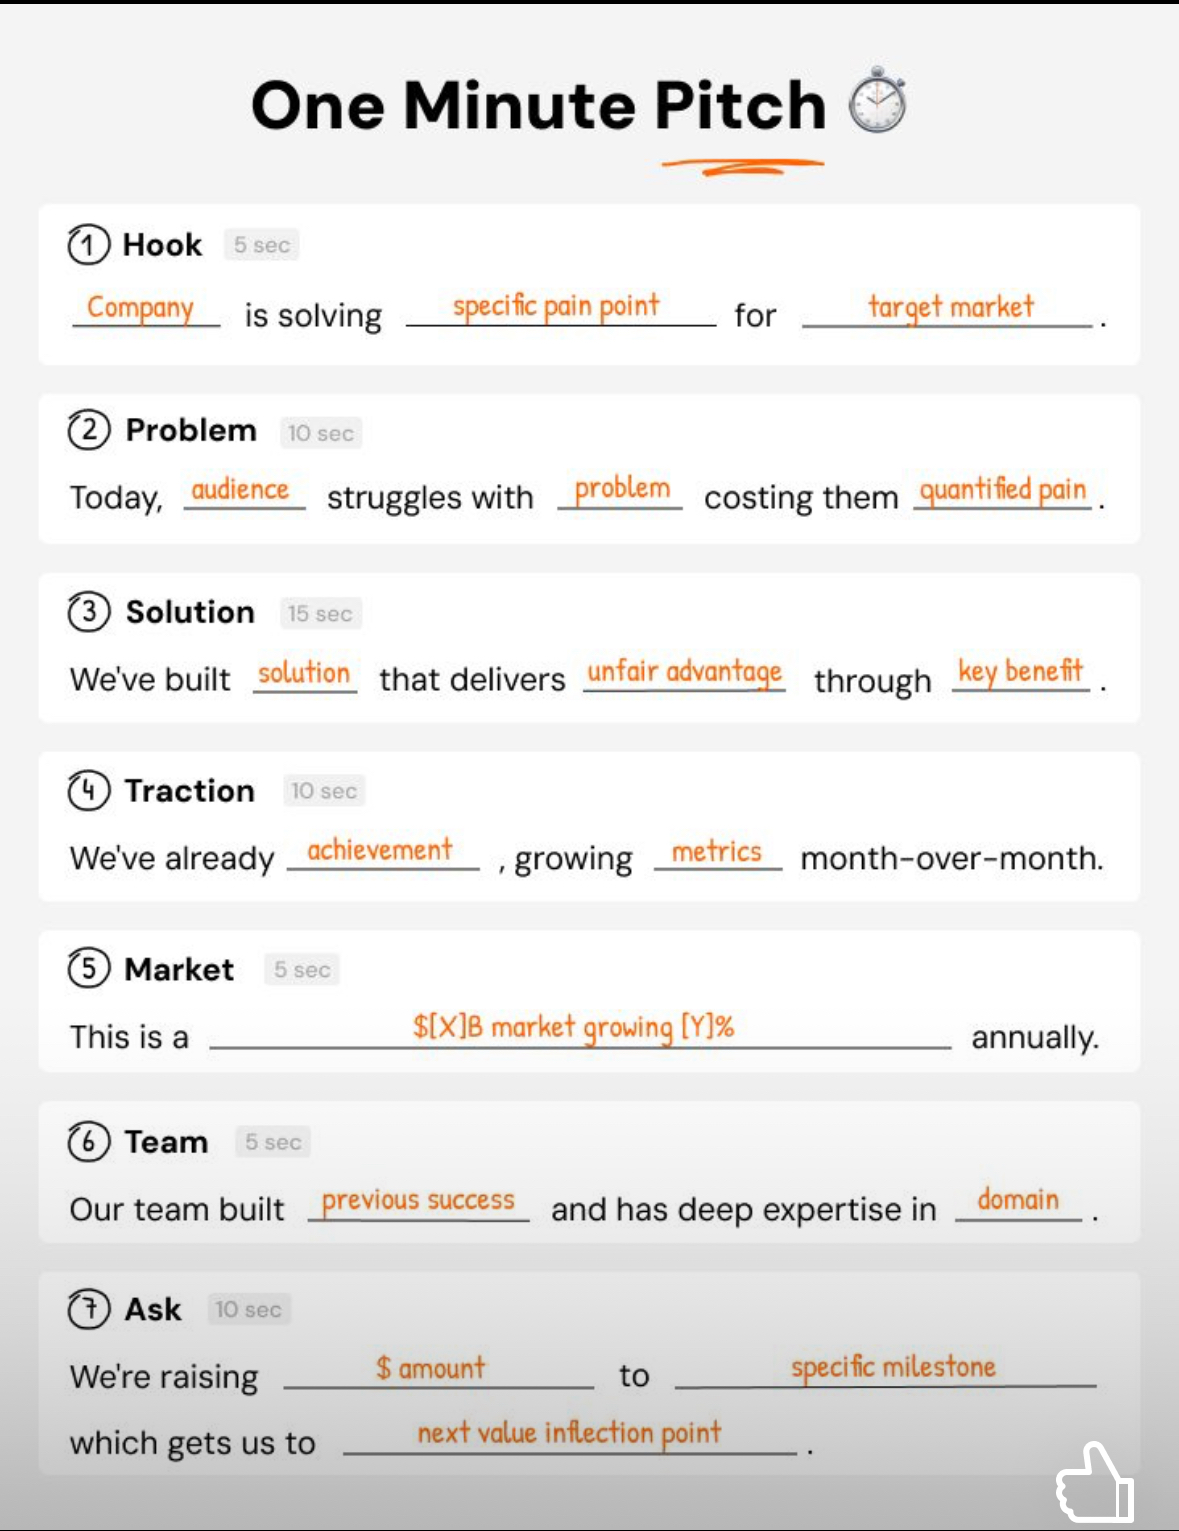 One Minute Pitch
1 Hook 5 sec
Company is solving specific pain point for target market .
2 Problem 10 sec
Today, audience struggles with problem costing them quantified pain .
3 Solution 15 sec
We've built solution that delivers unfair advantage through key benefit .
4 Traction 10 sec
We've already achievement , growing metrics month-over-month.
5 Market 5 sec
This is a $[X]B market growing [Y]% annually.
6 Team 5 sec
Our team built previous success and has deep expertise in domain .
7 Ask 10 sec
We're raising $ amount to specific milestone
which gets us to next value inflection point .